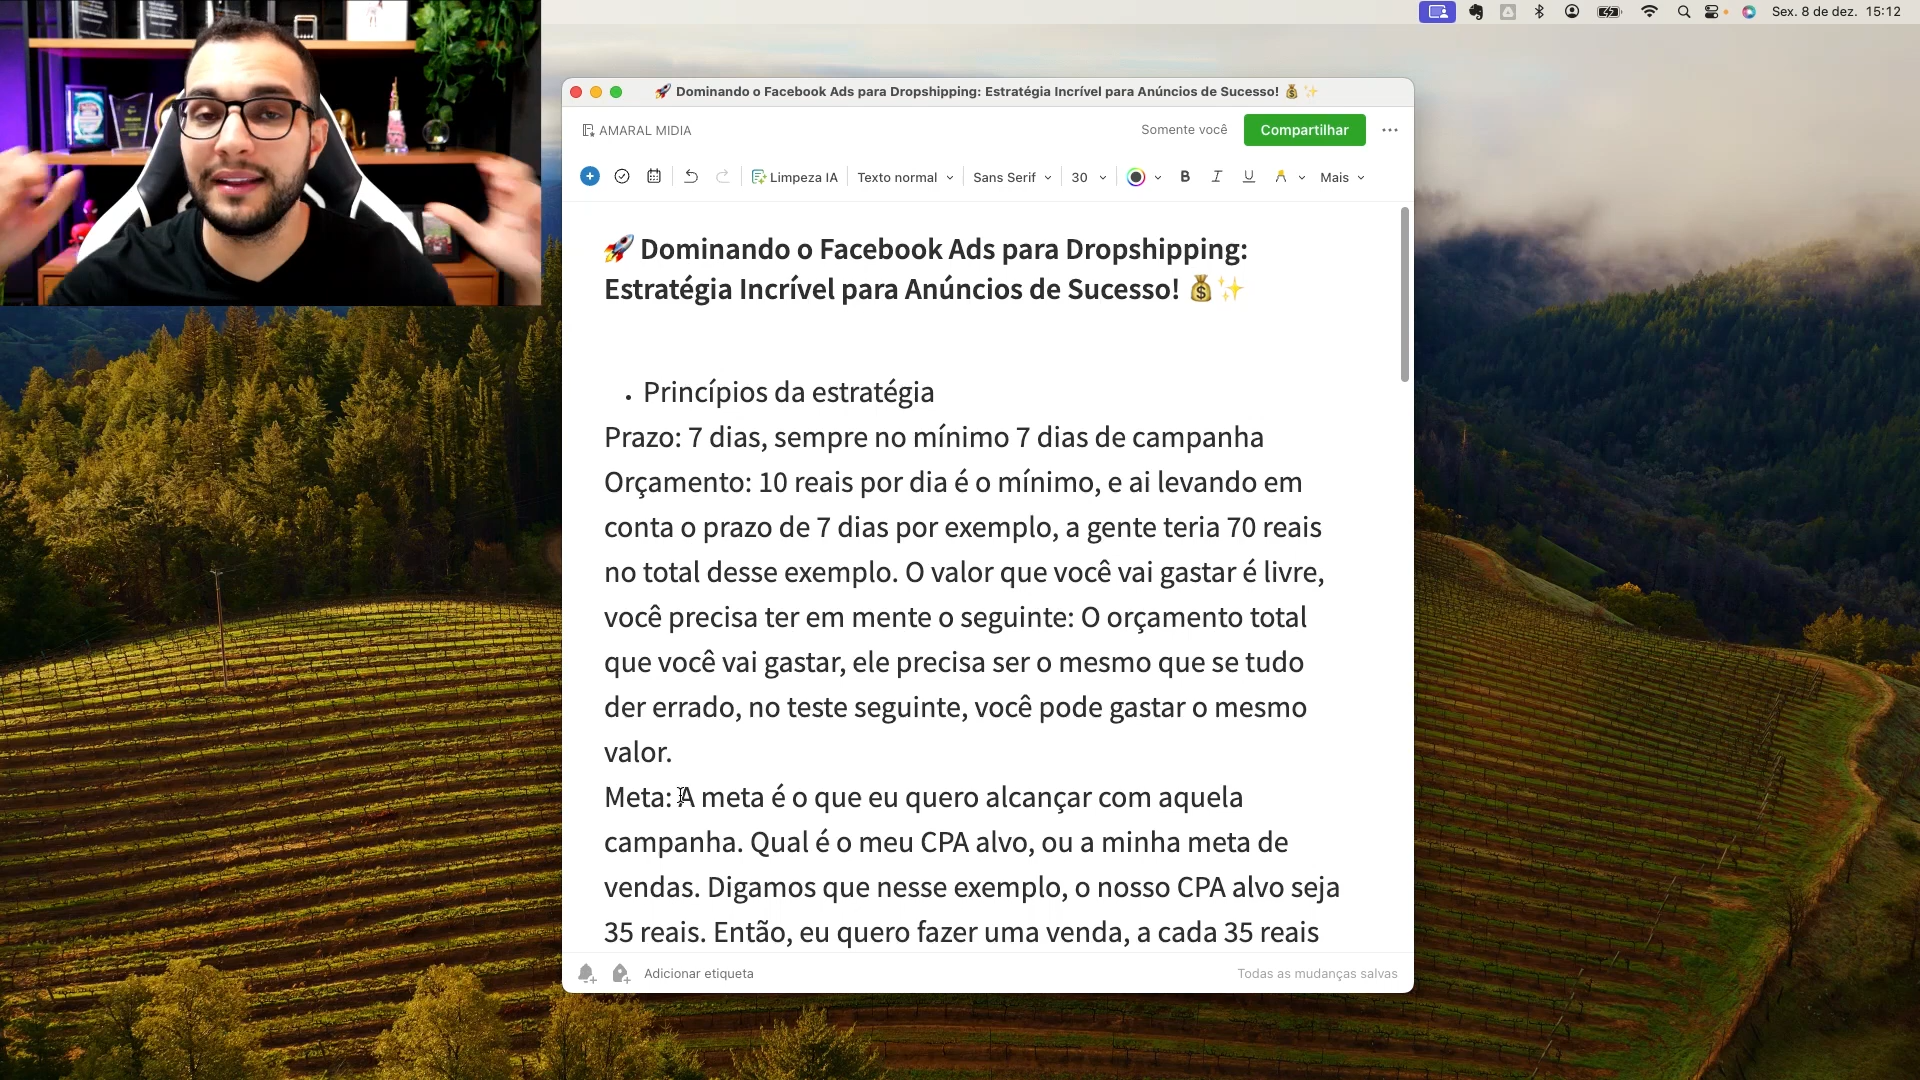 Sex. 8 de dez. 15:12
🚀 Dominando o Facebook Ads para Dropshipping: Estratégia Incrível para Anúncios de Sucesso! 💰✨
AMARAL MIDIA
Somente você
Compartilhar
Limpeza IA
Texto normal
Sans Serif
30
B
I
U
Mais
🚀 Dominando o Facebook Ads para Dropshipping:
Estratégia Incrível para Anúncios de Sucesso! 💰✨
• Princípios da estratégia
Prazo: 7 dias, sempre no mínimo 7 dias de campanha
Orçamento: 10 reais por dia é o mínimo, e ai levando em
conta o prazo de 7 dias por exemplo, a gente teria 70 reais
no total desse exemplo. O valor que você vai gastar é livre,
você precisa ter em mente o seguinte: O orçamento total
que você vai gastar, ele precisa ser o mesmo que se tudo
der errado, no teste seguinte, você pode gastar o mesmo
valor.
Meta: A meta é o que eu quero alcançar com aquela
campanha. Qual é o meu CPA alvo, ou a minha meta de
vendas. Digamos que nesse exemplo, o nosso CPA alvo seja
35 reais. Então, eu quero fazer uma venda, a cada 35 reais
Adicionar etiqueta
Todas as mudanças salvas